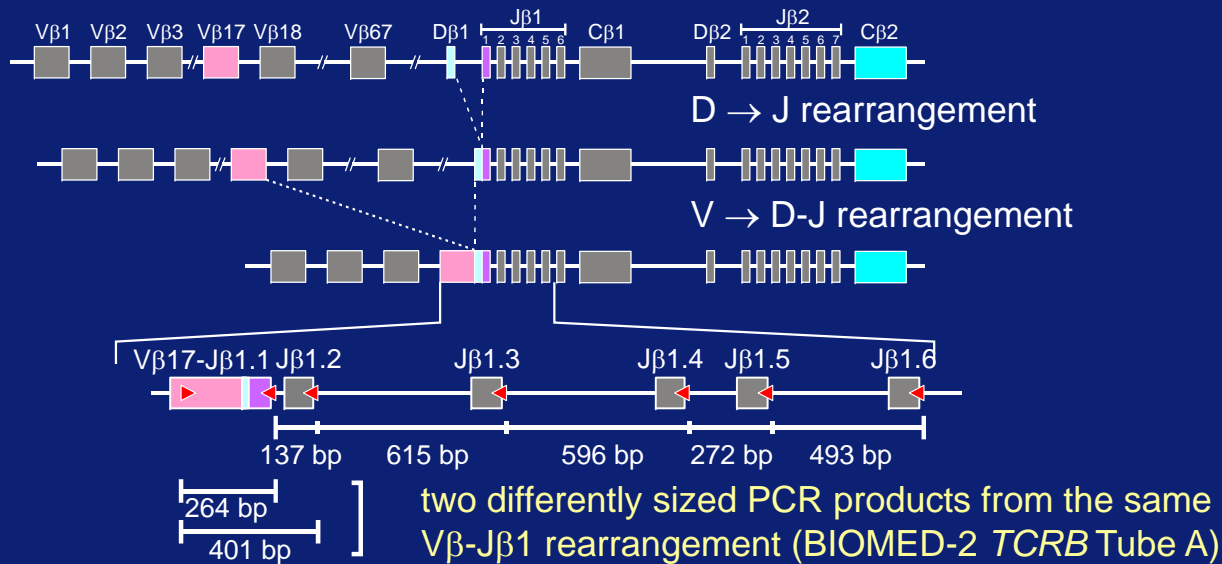 Vβ1 Vβ2 Vβ3 Vβ17 Vβ18 Vβ67 Dβ1 Jβ1 Cβ1 Dβ2 Jβ2 Cβ2
1 2 3 4 5 6 1 2 3 4 5 6 7
D → J rearrangement
V → D-J rearrangement
Vβ17-Jβ1.1 Jβ1.2 Jβ1.3 Jβ1.4 Jβ1.5 Jβ1.6
137 bp 615 bp 596 bp 272 bp 493 bp
264 bp
401 bp
two differently sized PCR products from the same
Vβ-Jβ1 rearrangement (BIOMED-2 TCRB Tube A)